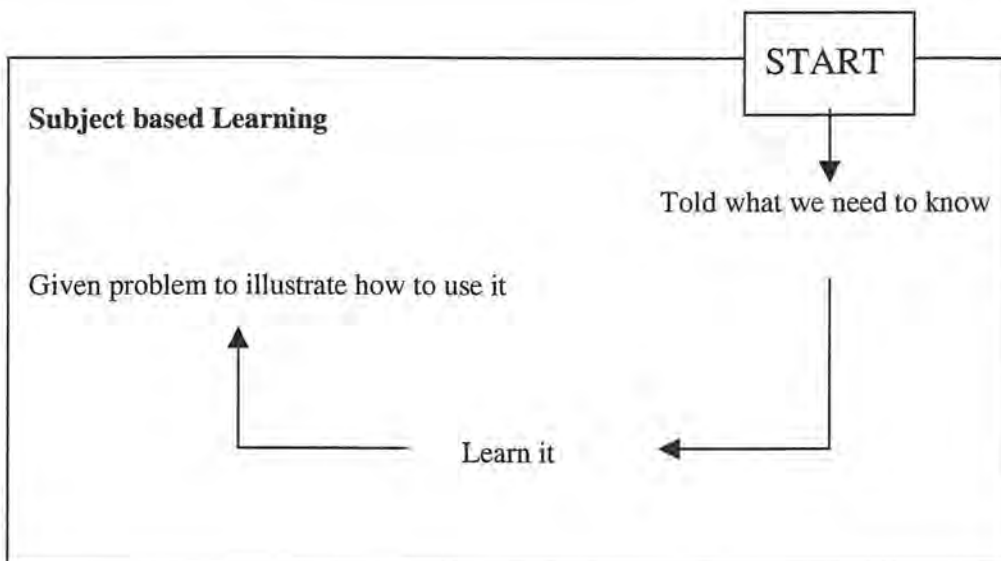 START
Subject based Learning
Told what we need to know
Given problem to illustrate how to use it
Learn it